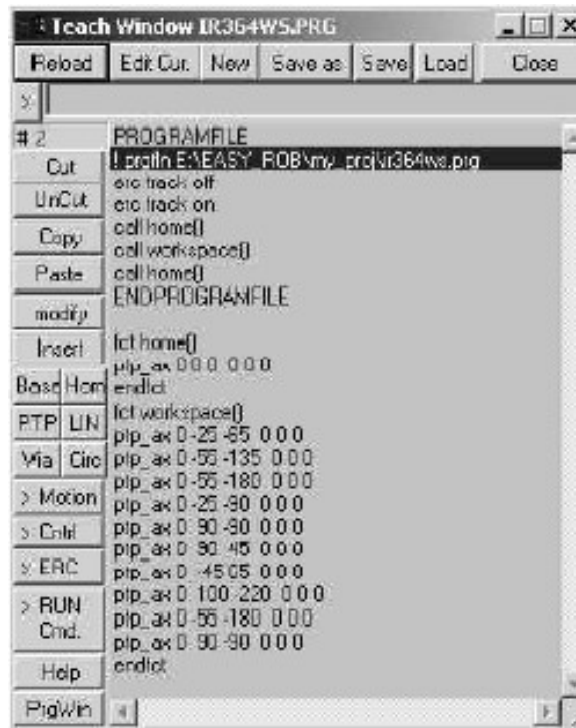 Teach Window IR364WS.PRG
Reload Edit Cur. New Save as Save Load Close
# 2
Cut
UnCut
Copy
Paste
modify
Insert
Base Hom
PTP LIN
Via Circ
> Motion
> Cntrl
> ERC
> RUN
Cmd.
Help
PrgWin
PROGRAMFILE
! prgfln E:\EASY_ROB\my_proj\ir364ws.prg
erc track off
erc track on
call home()
call workspace()
call home()
ENDPROGRAMFILE
fct home()
ptp_ax 0 0 0 0 0 0
endfct
fct workspace()
ptp_ax 0 -25 -65 0 0 0
ptp_ax 0 -55 -135 0 0 0
ptp_ax 0 -55 -180 0 0 0
ptp_ax 0 -25 -90 0 0 0
ptp_ax 0 90 -90 0 0 0
ptp_ax 0 90 45 0 0 0
ptp_ax 0 -45 0 0 0
ptp_ax 0 100 -220 0 0 0
ptp_ax 0 -55 -180 0 0 0
ptp_ax 0 -90 -90 0 0 0
endfct